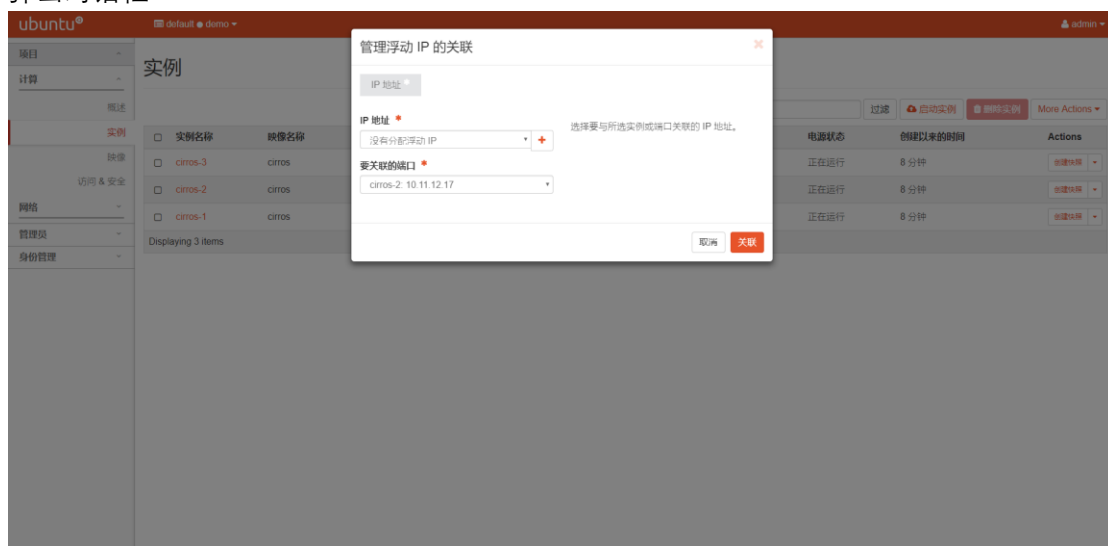 ubuntu®
default demo
admin
项目
计算
概述
实例
映像
访问 & 安全
网络
管理员
身份管理
实例
过滤
启动实例
删除实例
More Actions
实例名称 映像名称 电源状态 创建以来的时间 Actions
cirros-3 cirros 正在运行 8 分钟 创建快照
cirros-2 cirros 正在运行 8 分钟 创建快照
cirros-1 cirros 正在运行 8 分钟 创建快照
Displaying 3 items
管理浮动 IP 的关联
IP 地址 *
IP 地址 *
没有分配浮动 IP
+
选择要与所选实例或端口关联的 IP 地址。
要关联的端口 *
cirros-2: 10.11.12.17
取消
关联